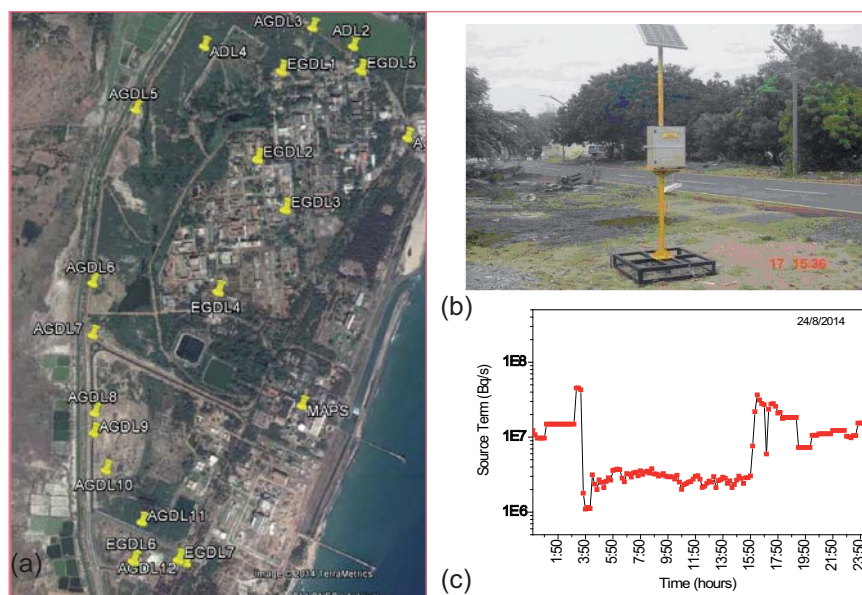 AGDL3
ADL2
ADL4
EGDL1
EGDL5
AGDL5
A
EGDL2
EGDL3
AGDL6
EGDL4
AGDL7
MAPS
AGDL8
AGDL9
AGDL10
AGDL11
EGDL6
EGDL7
AGDL12
Image © 2014 TerraMetrics
(a)
17 15:36
(b)
24/8/2014
1E8
1E7
1E6
Source Term (Bq/s)
1:50 3:50 5:50 7:50 9:50 11:50 13:50 15:50 17:50 19:50 21:50 23:50
Time (hours)
(c)